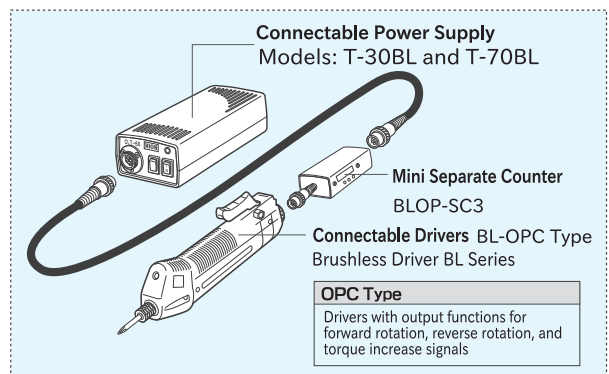 Connectable Power Supply
Models: T-30BL and T-70BL
HIOS
Mini Separate Counter
BLOP-SC3
Connectable Drivers BL-OPC Type
Brushless Driver BL Series
OPC Type
Drivers with output functions for
forward rotation, reverse rotation, and
torque increase signals